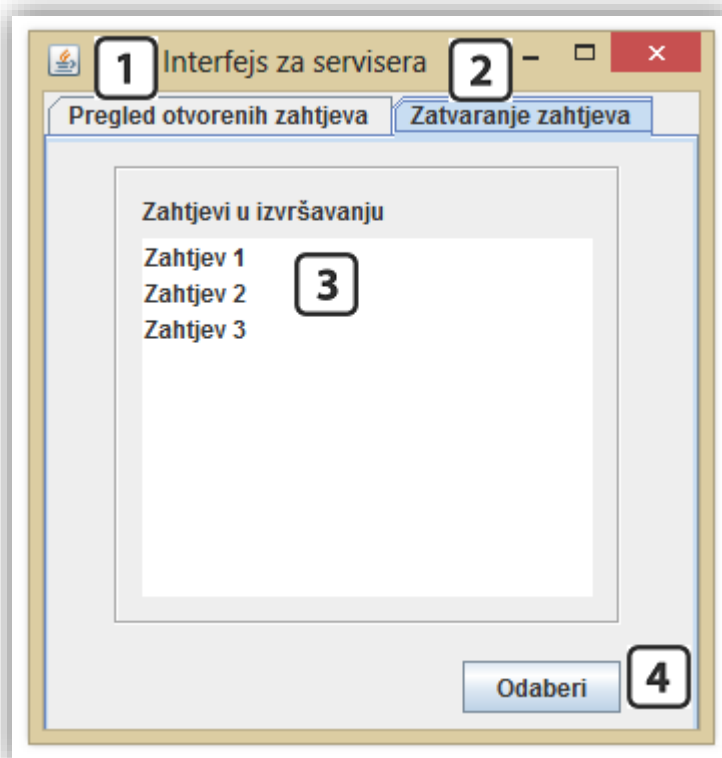 1 Interfejs za servisera 2
Pregled otvorenih zahtjeva Zatvaranje zahtjeva
Zahtjevi u izvršavanju
Zahtjev 1
Zahtjev 2 3
Zahtjev 3
Odaberi 4